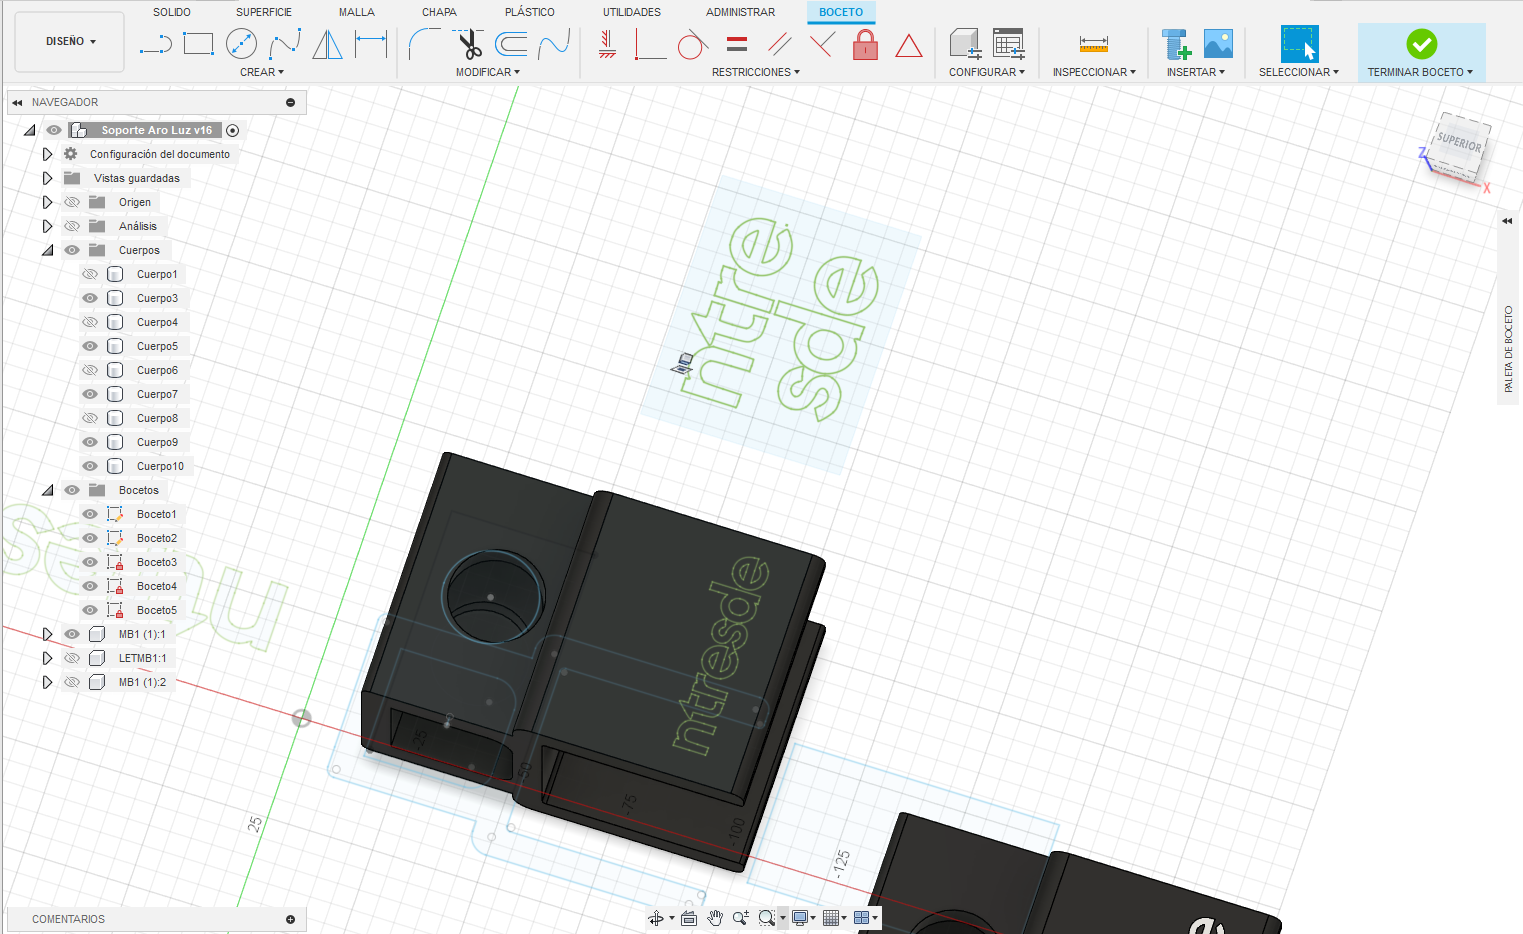 SOLIDO SUPERFICIE MALLA CHAPA PLÁSTICO UTILIDADES ADMINISTRAR BOCETO
DISEÑO
CREAR MODIFICAR RESTRICCIONES CONFIGURAR INSPECCIONAR INSERTAR SELECCIONAR TERMINAR BOCETO
NAVEGADOR
Soporte Aro Luz v16
Configuración del documento
Vistas guardadas
Origen
Análisis
Cuerpos
Cuerpo1
Cuerpo3
Cuerpo4
Cuerpo5
Cuerpo6
Cuerpo7
Cuerpo8
Cuerpo9
Cuerpo10
Bocetos
Boceto1
Boceto2
Boceto3
Boceto4
Boceto5
MB1 (1):1
LETMB1:1
MB1 (1):2
COMENTARIOS
SUPERIOR
Z
X
PALETA DE BOCETO
ntre.
sde
ntresde
25
-25
-50
-75
-100
-125